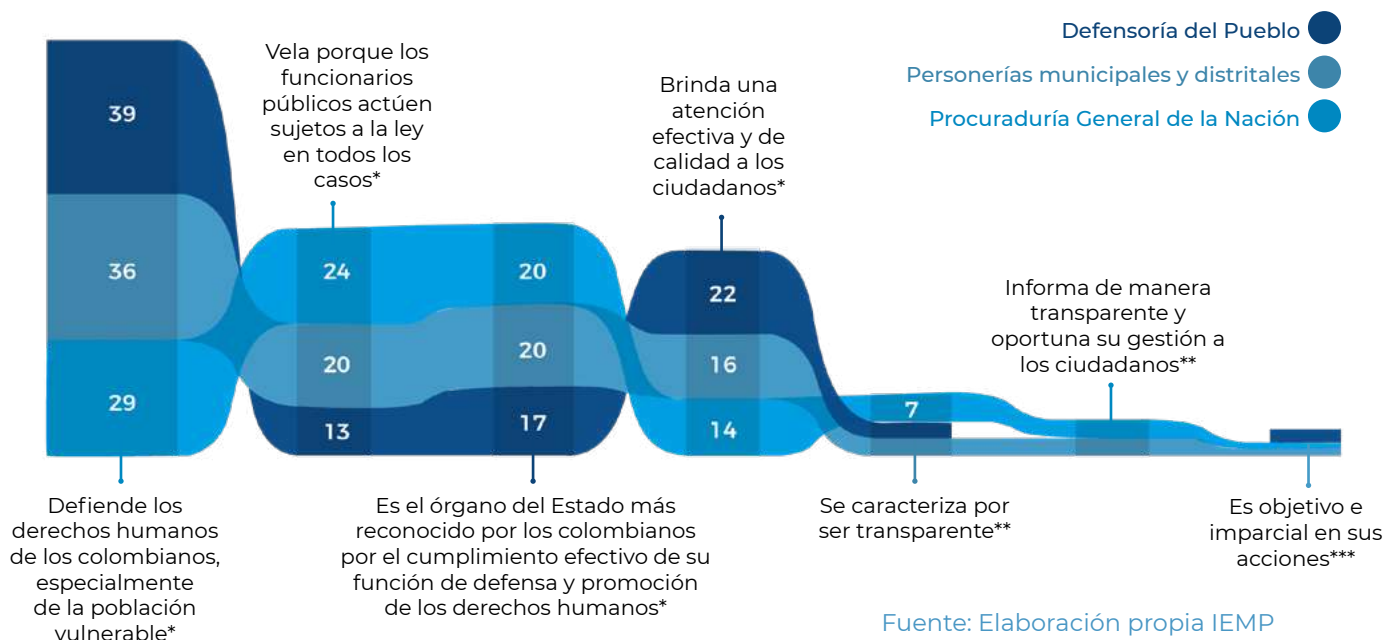 Defensoría del Pueblo
Personerías municipales y distritales
Procuraduría General de la Nación
Vela porque los
funcionarios
públicos actúen
sujetos a la ley
en todos los
casos*
Brinda una
atención
efectiva y de
calidad a los
ciudadanos*
Informa de manera
transparente y
oportuna su gestión a
los ciudadanos**
39
36
29
24
20
13
20
20
17
22
16
14
7
Defiende los
derechos humanos
de los colombianos,
especialmente
de la población
vulnerable*
Es el órgano del Estado más
reconocido por los colombianos
por el cumplimiento efectivo de su
función de defensa y promoción
de los derechos humanos*
Se caracteriza por
ser transparente**
Es objetivo e
imparcial en sus
acciones***
Fuente: Elaboración propia IEMP